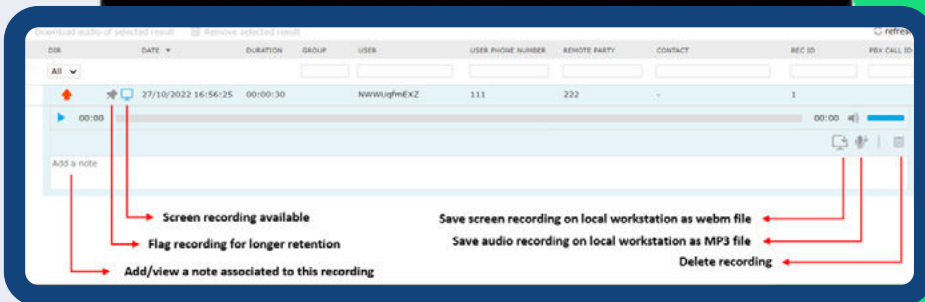 Download audio of selected result Remove selected result refres
DIR DATE DURATION GROUP USER USER PHONE NUMBER REMOTE PARTY CONTACT REC ID PBX CALL ID
All
27/10/2022 16:56:25 00:00:30 NWWUqfmEXZ 111 222 - 1
00:00 00:00
Add a note
Screen recording available
Flag recording for longer retention
Add/view a note associated to this recording
Save screen recording on local workstation as webm file
Save audio recording on local workstation as MP3 file
Delete recording